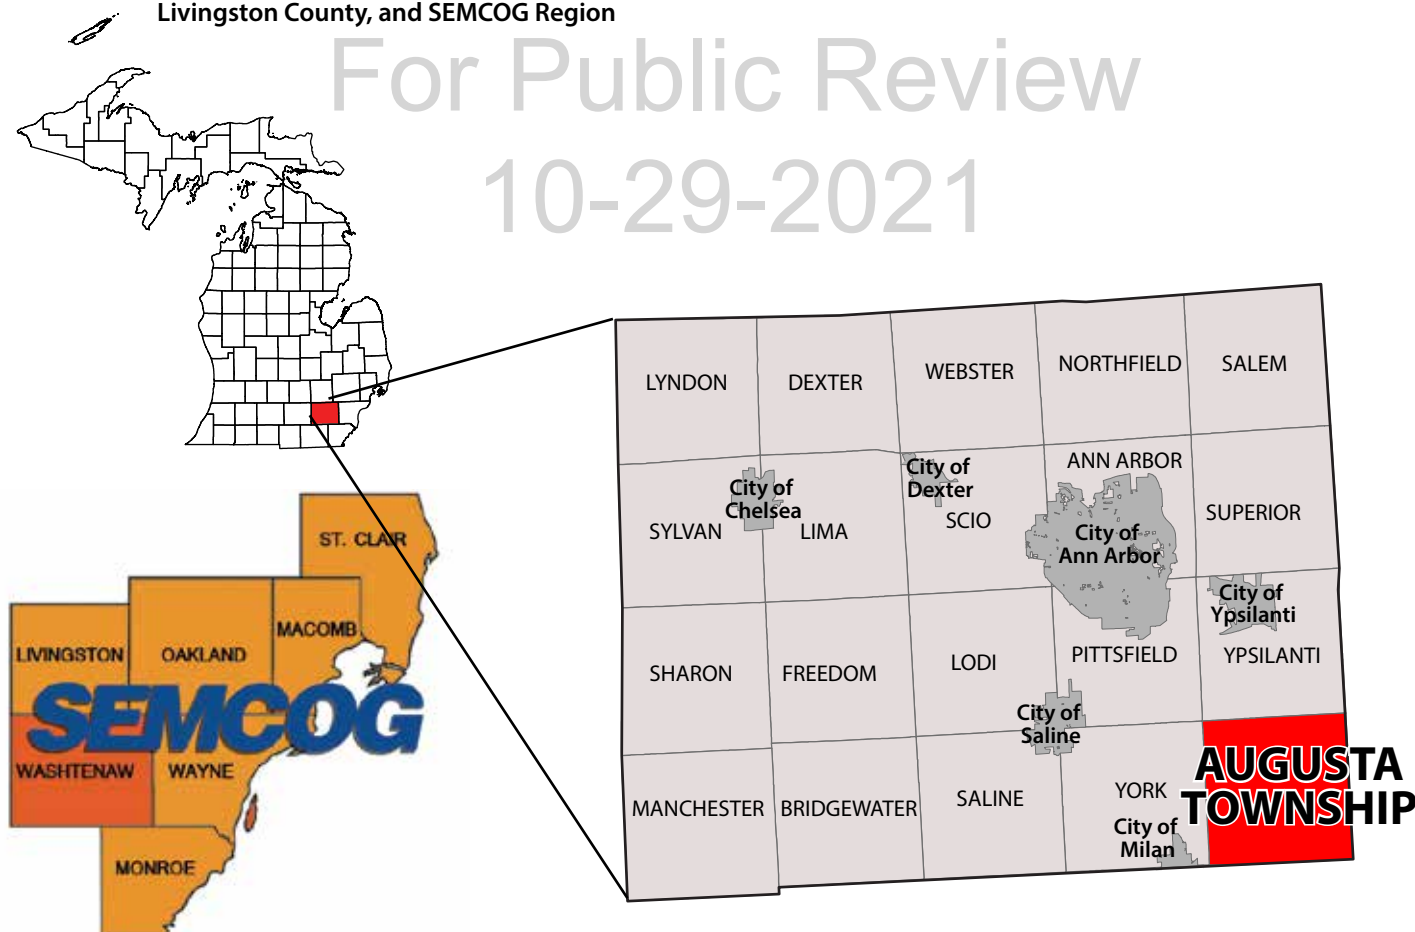 Livingston County, and SEMCOG Region
For Public Review
10-29-2021
LYNDON
DEXTER
WEBSTER
NORTHFIELD
SALEM
SYLVAN
City of
Chelsea
LIMA
City of
Dexter
SCIO
ANN ARBOR
City of
Ann Arbor
SUPERIOR
City of
Ypsilanti
SHARON
FREEDOM
LODI
PITTSFIELD
YPSILANTI
City of
Saline
MANCHESTER
BRIDGEWATER
SALINE
YORK
City of
Milan
AUGUSTA
TOWNSHIP
ST. CLAIR
LIVINGSTON
OAKLAND
MACOMB
SEMCOG
WASHTENAW
WAYNE
MONROE